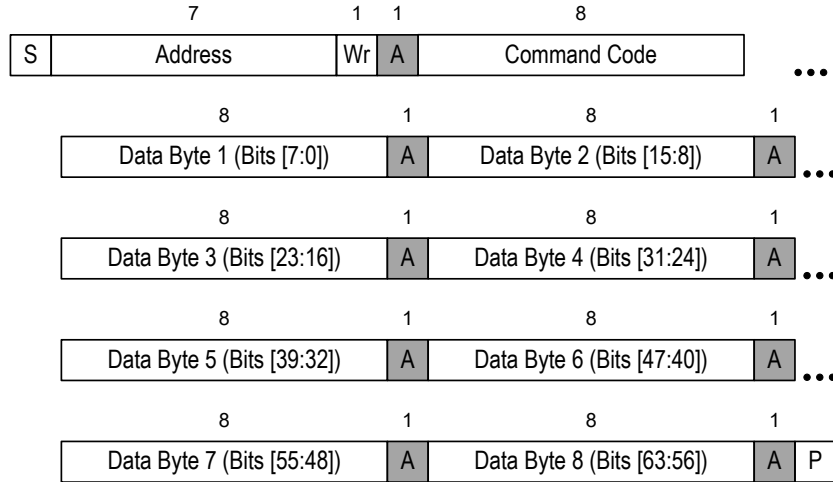 7 1 1 8
S Address Wr A Command Code ...
8 1 8 1
Data Byte 1 (Bits [7:0]) A Data Byte 2 (Bits [15:8]) A ...
8 1 8 1
Data Byte 3 (Bits [23:16]) A Data Byte 4 (Bits [31:24]) A ...
8 1 8 1
Data Byte 5 (Bits [39:32]) A Data Byte 6 (Bits [47:40]) A ...
8 1 8 1
Data Byte 7 (Bits [55:48]) A Data Byte 8 (Bits [63:56]) A P